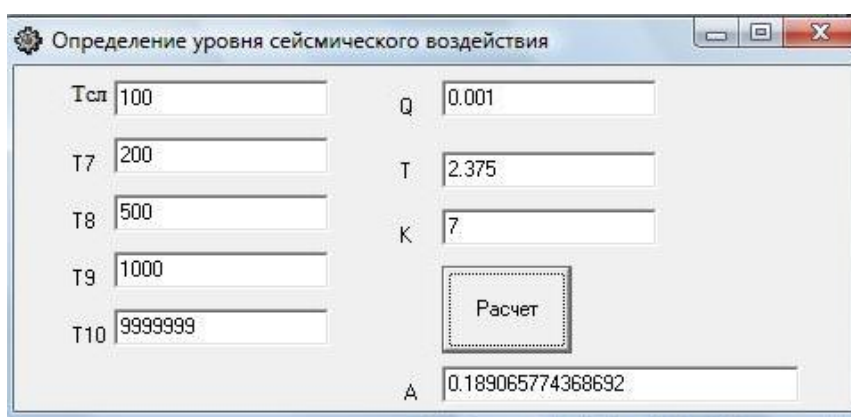 Определение уровня сейсмического воздействия
Тсл 100
Q 0.001
T7 200
T 2.375
T8 500
K 7
T9 1000
Расчет
T10 9999999
A 0.189065774368692